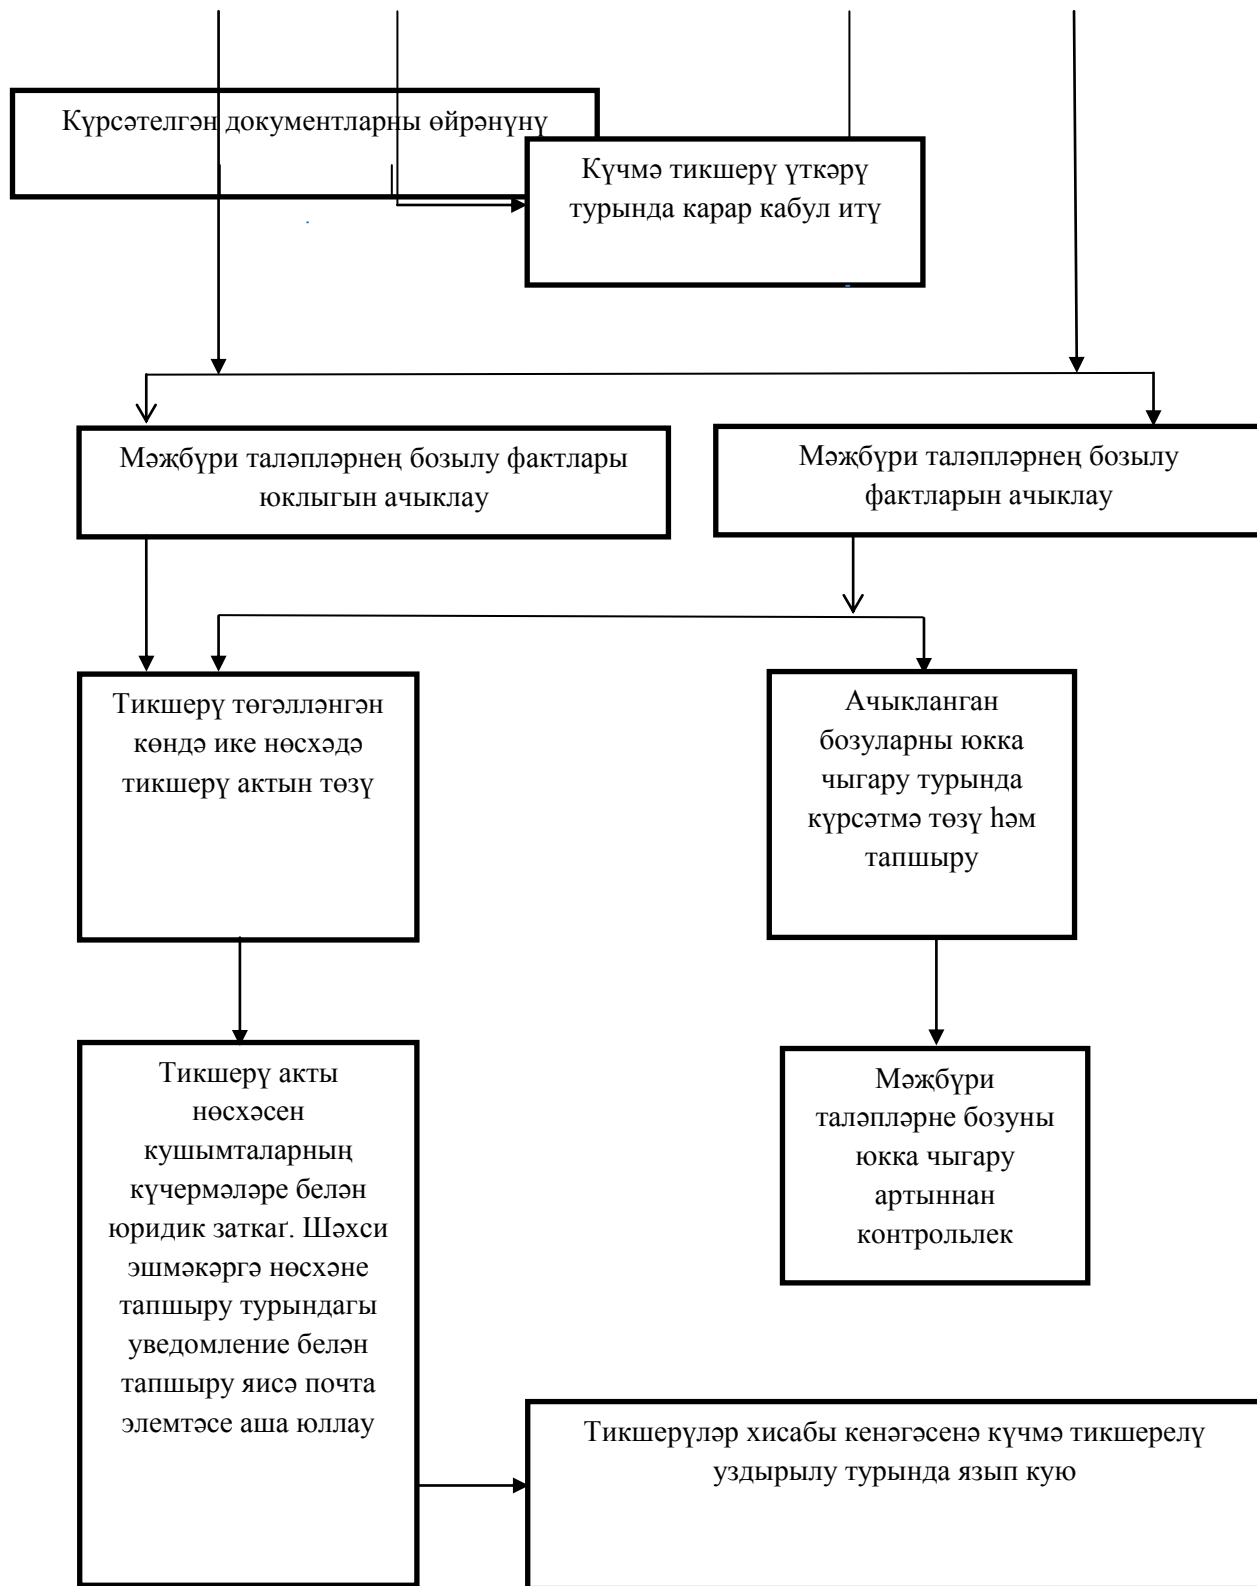 Күрсәтелгән документларны өйрәнүнү
Күчмә тикшерү үткәрү
турында карар кабул итү
Мәҗбүри таләпләрнең бозылу фактлары
юклыгын ачыклау
Мәҗбүри таләпләрнең бозылу
фактларын ачыклау
Тикшерү төгәлләнгән
көндә ике нөсхәдә
тикшерү актын төзү
Ачыкланган
бозуларны юкка
чыгару турында
күрсәтмә төзү һәм
тапшыру
Тикшерү акты
нөсхәсен
кушымталарның
күчермәләре белән
юридик заткаґ. Шәхси
эшмәкәргә нөсхәне
тапшыру турындагы
уведомление белән
тапшыру яисә почта
элемтәсе аша юллау
Мәҗбүри
таләпләрне бозуны
юкка чыгару
артыннан
контрольлек
Тикшерүләр хисабы кенәгәсенә күчмә тикшерелү
уздырылу турында язып кую